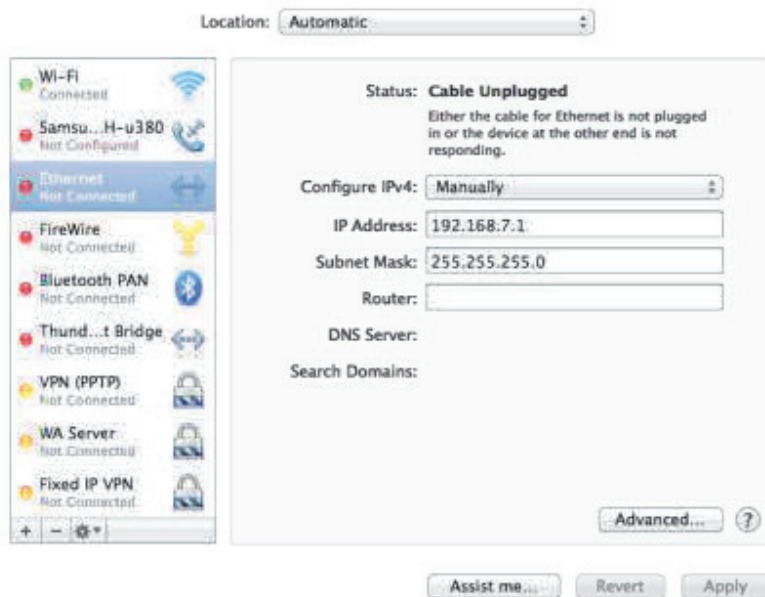 Location: Automatic
Wi-Fi
Connected
Samsu...H-u380
Not Configured
Ethernet
Not Connected
FireWire
Not Connected
Bluetooth PAN
Not Connected
Thund...t Bridge
Not Connected
VPN (PPTP)
Not Connected
WA Server
Not Connected
Fixed IP VPN
Not Connected
+ −
Status: Cable Unplugged
Either the cable for Ethernet is not plugged
in or the device at the other end is not
responding.
Configure IPv4: Manually
IP Address: 192.168.7.1
Subnet Mask: 255.255.255.0
Router:
DNS Server:
Search Domains:
Advanced... ?
Assist me... Revert Apply